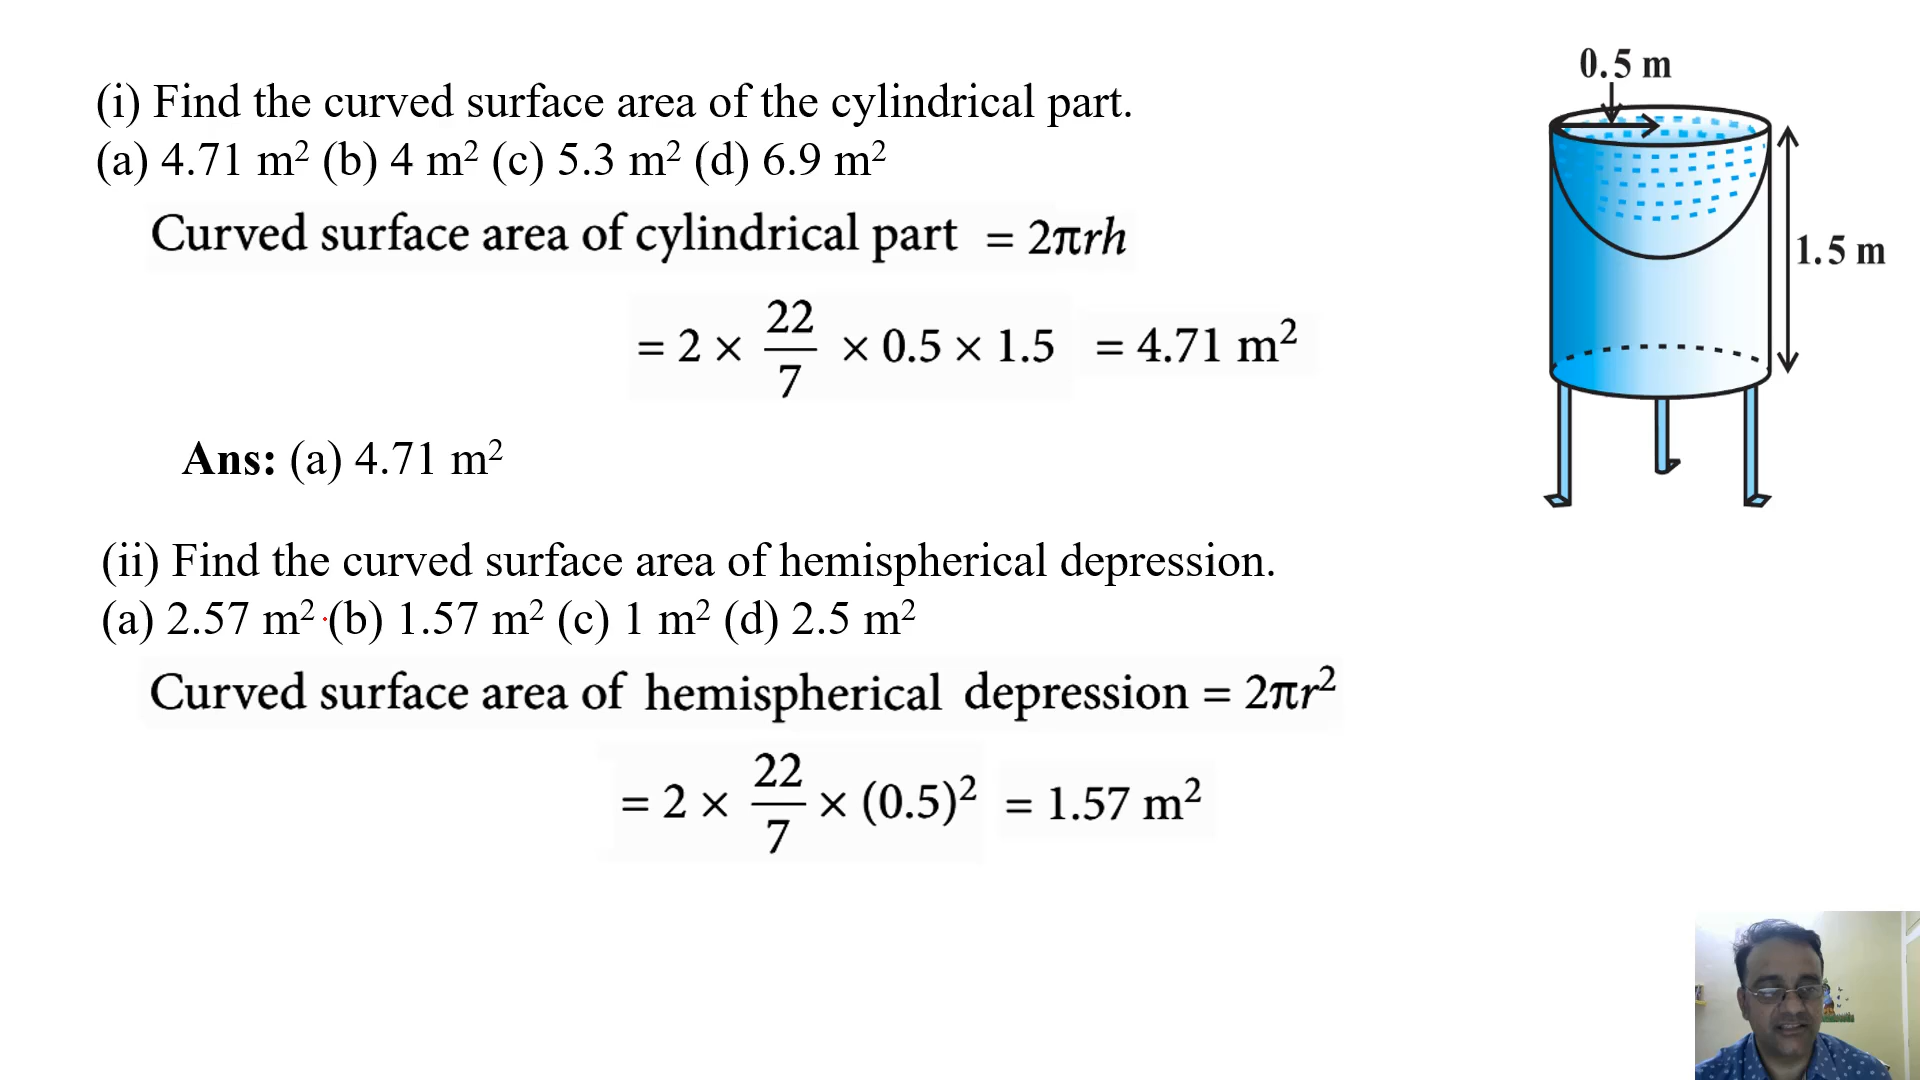 (i) Find the curved surface area of the cylindrical part.
(a) 4.71 m² (b) 4 m² (c) 5.3 m² (d) 6.9 m²
Curved surface area of cylindrical part = 2πrh
= 2 × 22/7 × 0.5 × 1.5 = 4.71 m²
Ans: (a) 4.71 m²
(ii) Find the curved surface area of hemispherical depression.
(a) 2.57 m² (b) 1.57 m² (c) 1 m² (d) 2.5 m²
Curved surface area of hemispherical depression = 2πr²
= 2 × 22/7 × (0.5)² = 1.57 m²
0.5 m
1.5 m